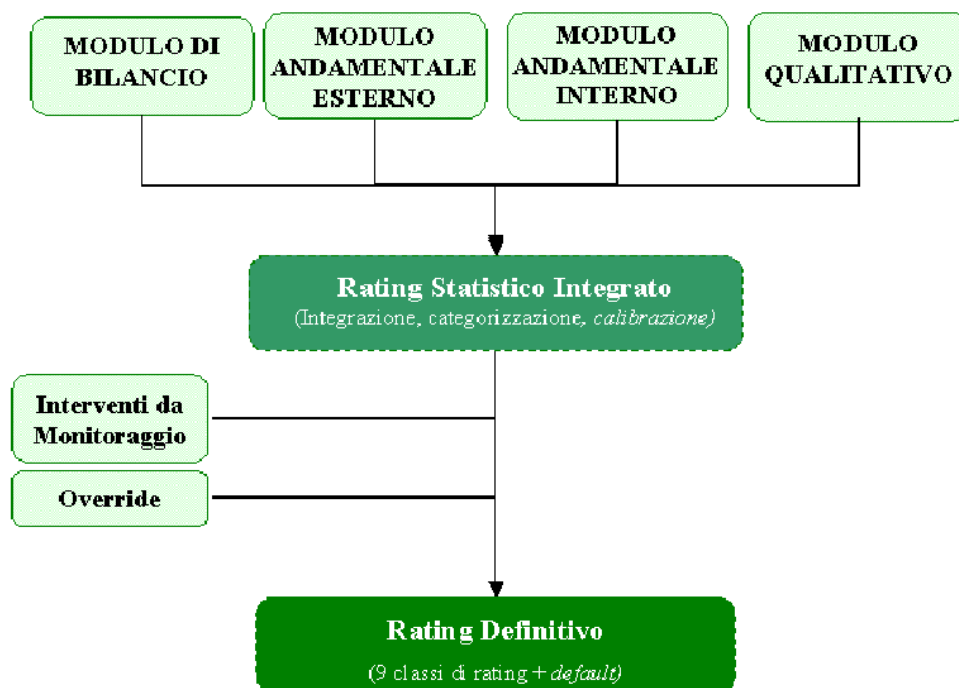 MODULO DI
BILANCIO
MODULO
ANDAMENTALE
ESTERNO
MODULO
ANDAMENTALE
INTERNO
MODULO
QUALITATIVO
Rating Statistico Integrato
(Integrazione, categorizzazione, calibrazione)
Interventi da
Monitoraggio
Override
Rating Definitivo
(9 classi di rating + default)